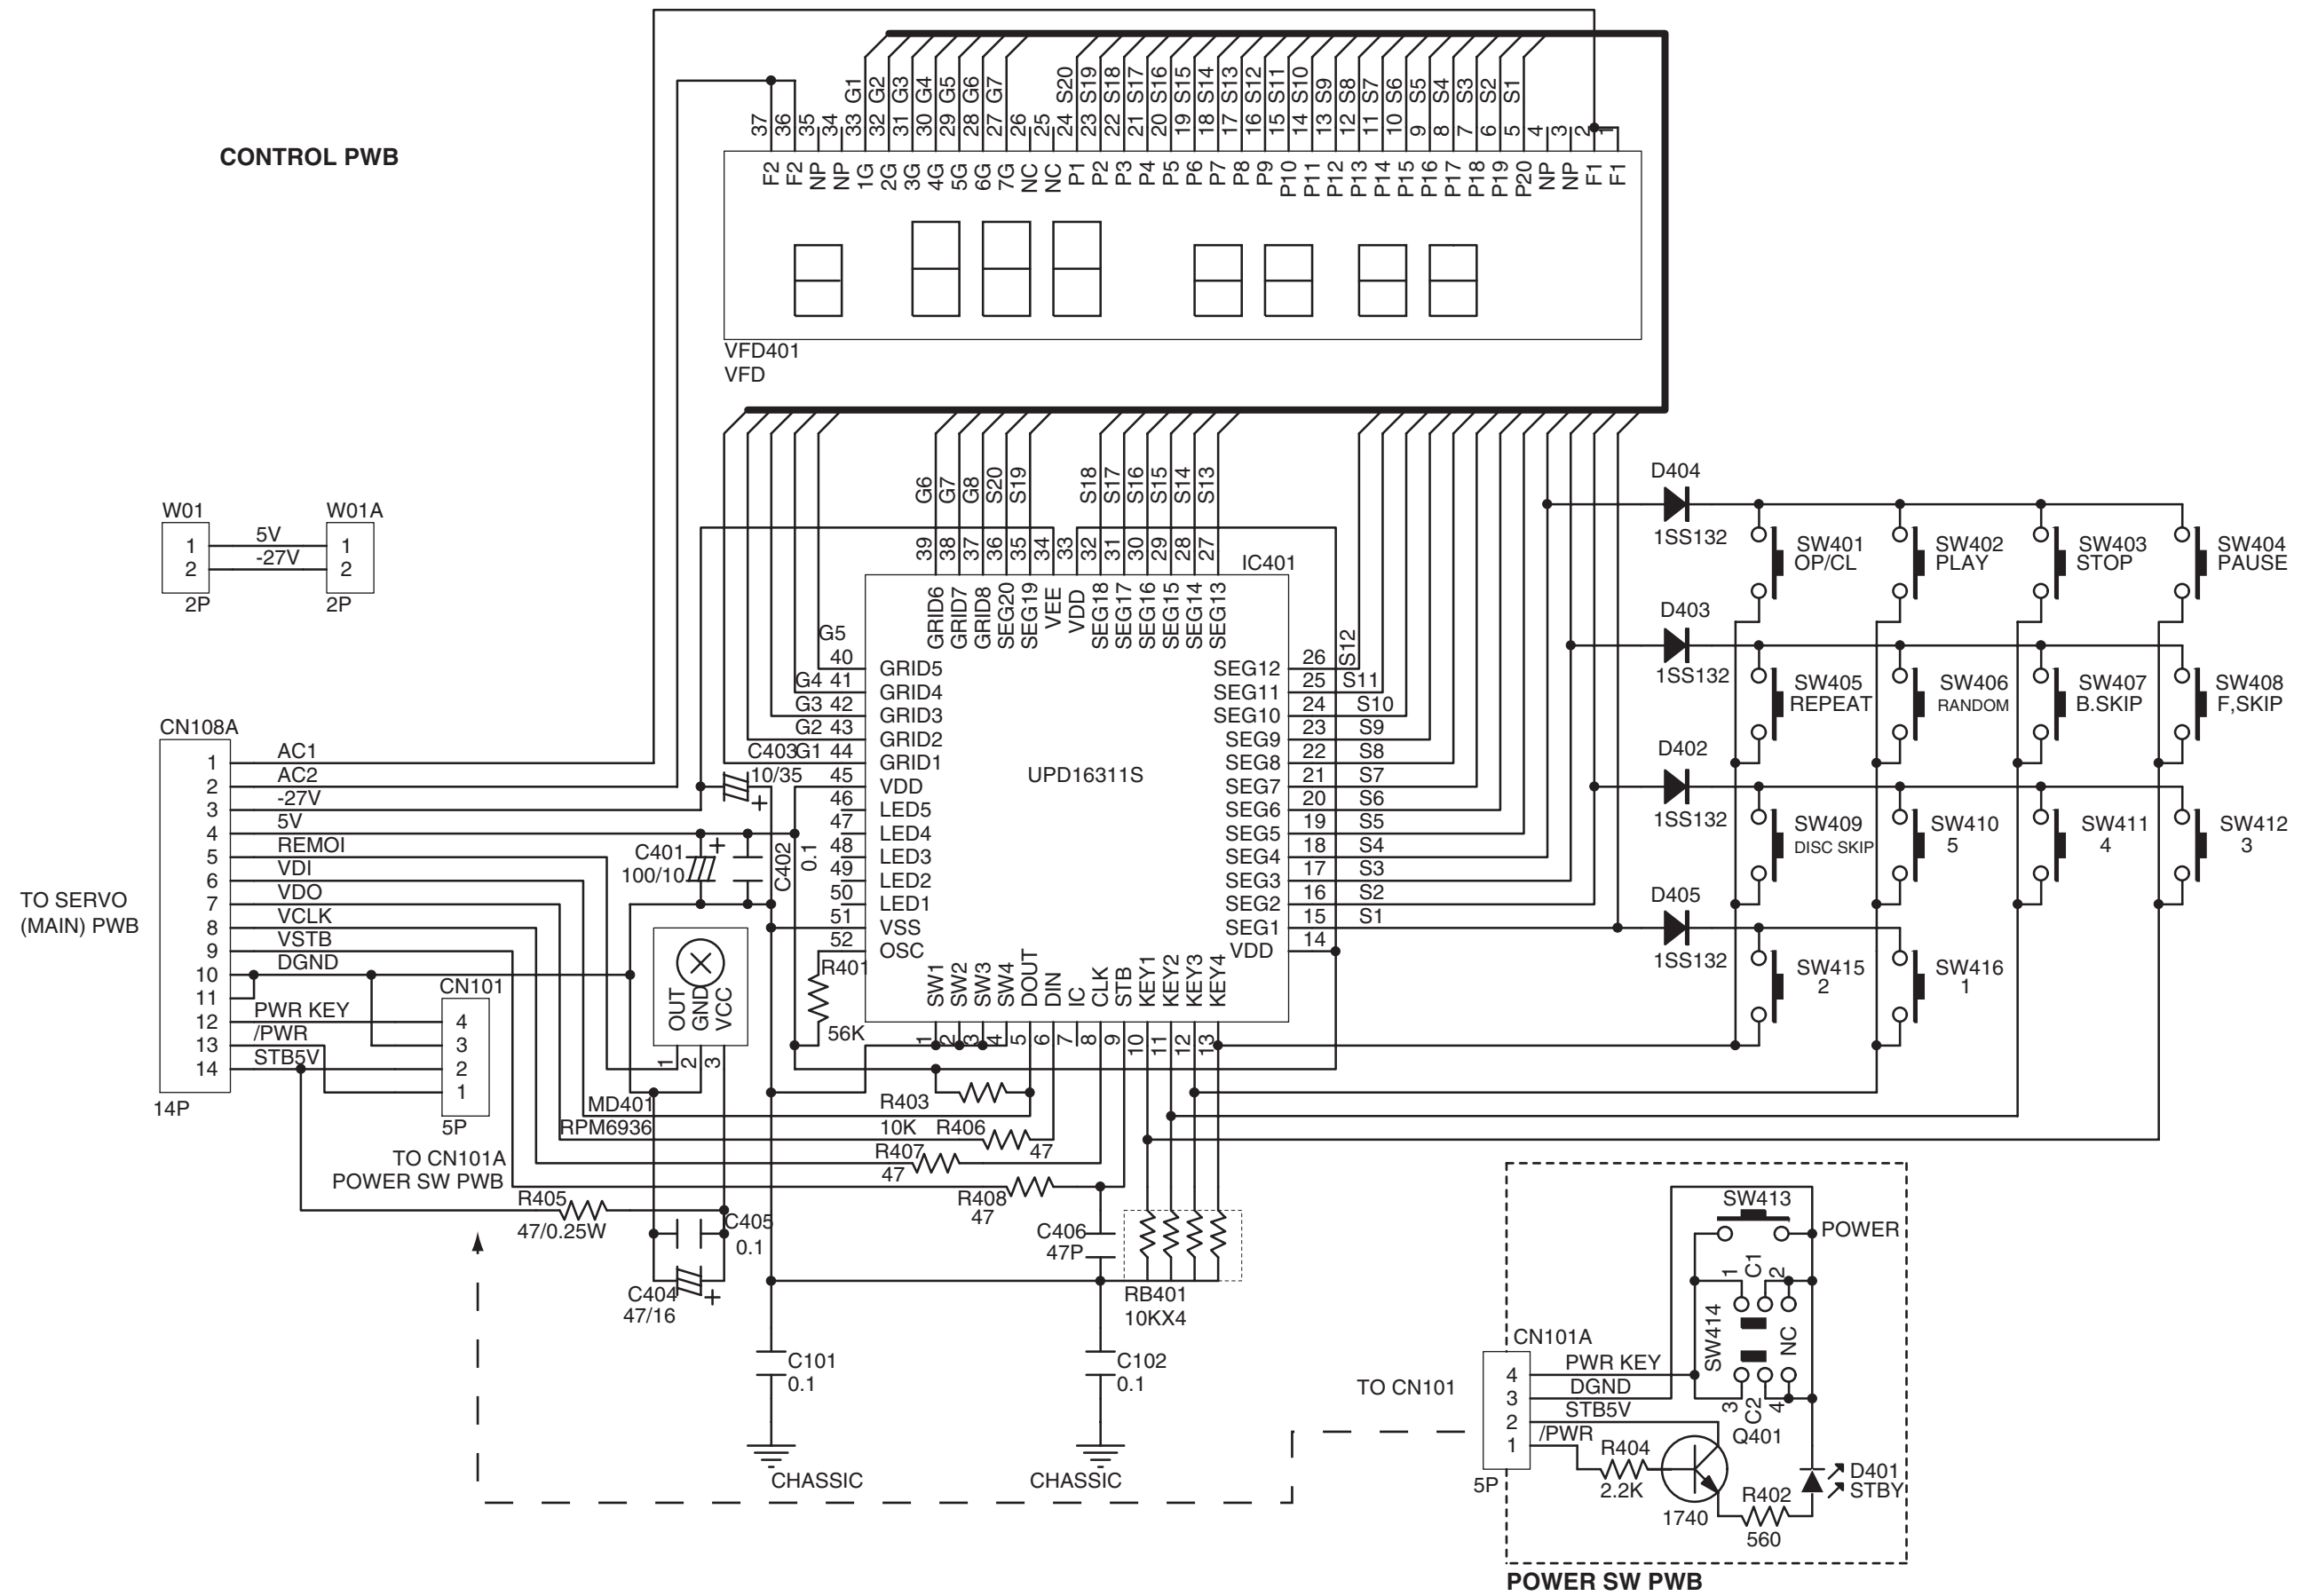 CONTROL PWB
37 36 35 34 33 32 31 30 29 28 27 26 25 24 23 22 21 20 19 18 17 16 15 14 13 12 11 10 9 8 7 6 5 4 3 2 1
G1 G2 G3 G4 G5 G6 G7 S20 S19 S18 S17 S16 S15 S14 S13 S12 S11 S10 S9 S8 S7 S6 S5 S4 S3 S2 S1
F2 F2 NP NP 1G 2G 3G 4G 5G 6G 7G NC NC P1 P2 P3 P4 P5 P6 P7 P8 P9 P10 P11 P12 P13 P14 P15 P16 P17 P18 P19 P20 NP NP F1 F1
VFD401
VFD
W01 W01A
1 5V 1
2 -27V 2
2P 2P
G6 G7 G8 S20 S19 S18 S17 S16 S15 S14 S13
39 38 37 36 35 34 33 32 31 30 29 28 27
IC401
GRID6 GRID7 GRID8 SEG20 SEG19 VEE VDD SEG18 SEG17 SEG16 SEG15 SEG14 SEG13
UPD16311S
G5 40 GRID5
G4 41 GRID4
G3 42 GRID3
G2 43 GRID2
G1 44 GRID1
45 VDD
46 LED5
47 LED4
48 LED3
49 LED2
50 LED1
51 VSS
52 OSC
SEG12 26 S12
SEG11 25 S11
SEG10 24 S10
SEG9 23 S9
SEG8 22 S8
SEG7 21 S7
SEG6 20 S6
SEG5 19 S5
SEG4 18 S4
SEG3 17 S3
SEG2 16 S2
SEG1 15 S1
VDD 14
SW1 SW2 SW3 SW4 DOUT DIN IC CLK STB KEY1 KEY2 KEY3 KEY4
1 2 3 4 5 6 7 8 9 10 11 12 13
D404
1SS132
SW401
OP/CL
SW402
PLAY
SW403
STOP
SW404
PAUSE
D403
1SS132
SW405
REPEAT
SW406
RANDOM
SW407
B.SKIP
SW408
F,SKIP
D402
1SS132
SW409
DISC SKIP
SW410
5
SW411
4
SW412
3
D405
1SS132
SW415
2
SW416
1
CN108A
1 AC1
2 AC2
3 -27V
4 5V
5 REMOI
6 VDI
7 VDO
8 VCLK
9 VSTB
10 DGND
11
12 PWR KEY
13 /PWR
14 STB5V
14P
TO SERVO
(MAIN) PWB
CN101
4
3
2
1
5P
TO CN101A
POWER SW PWB
C403
10/35
C401
100/10
C402
0.1
OUT GND VCC
1 2 3
MD401
RPM6936
R401
56K
R403
10K
R406
47
R407
47
R408
47
R405
47/0.25W
C405
0.1
C404
47/16
C406
47P
RB401
10KX4
C101
0.1
CHASSIC
C102
0.1
CHASSIC
TO CN101
CN101A
4 PWR KEY
3 DGND
2 STB5V
1 /PWR
5P
SW413
POWER
SW414
1 C1 2
NC
3 C2 4
Q401
1740
R404
2.2K
R402
560
D401
STBY
POWER SW PWB